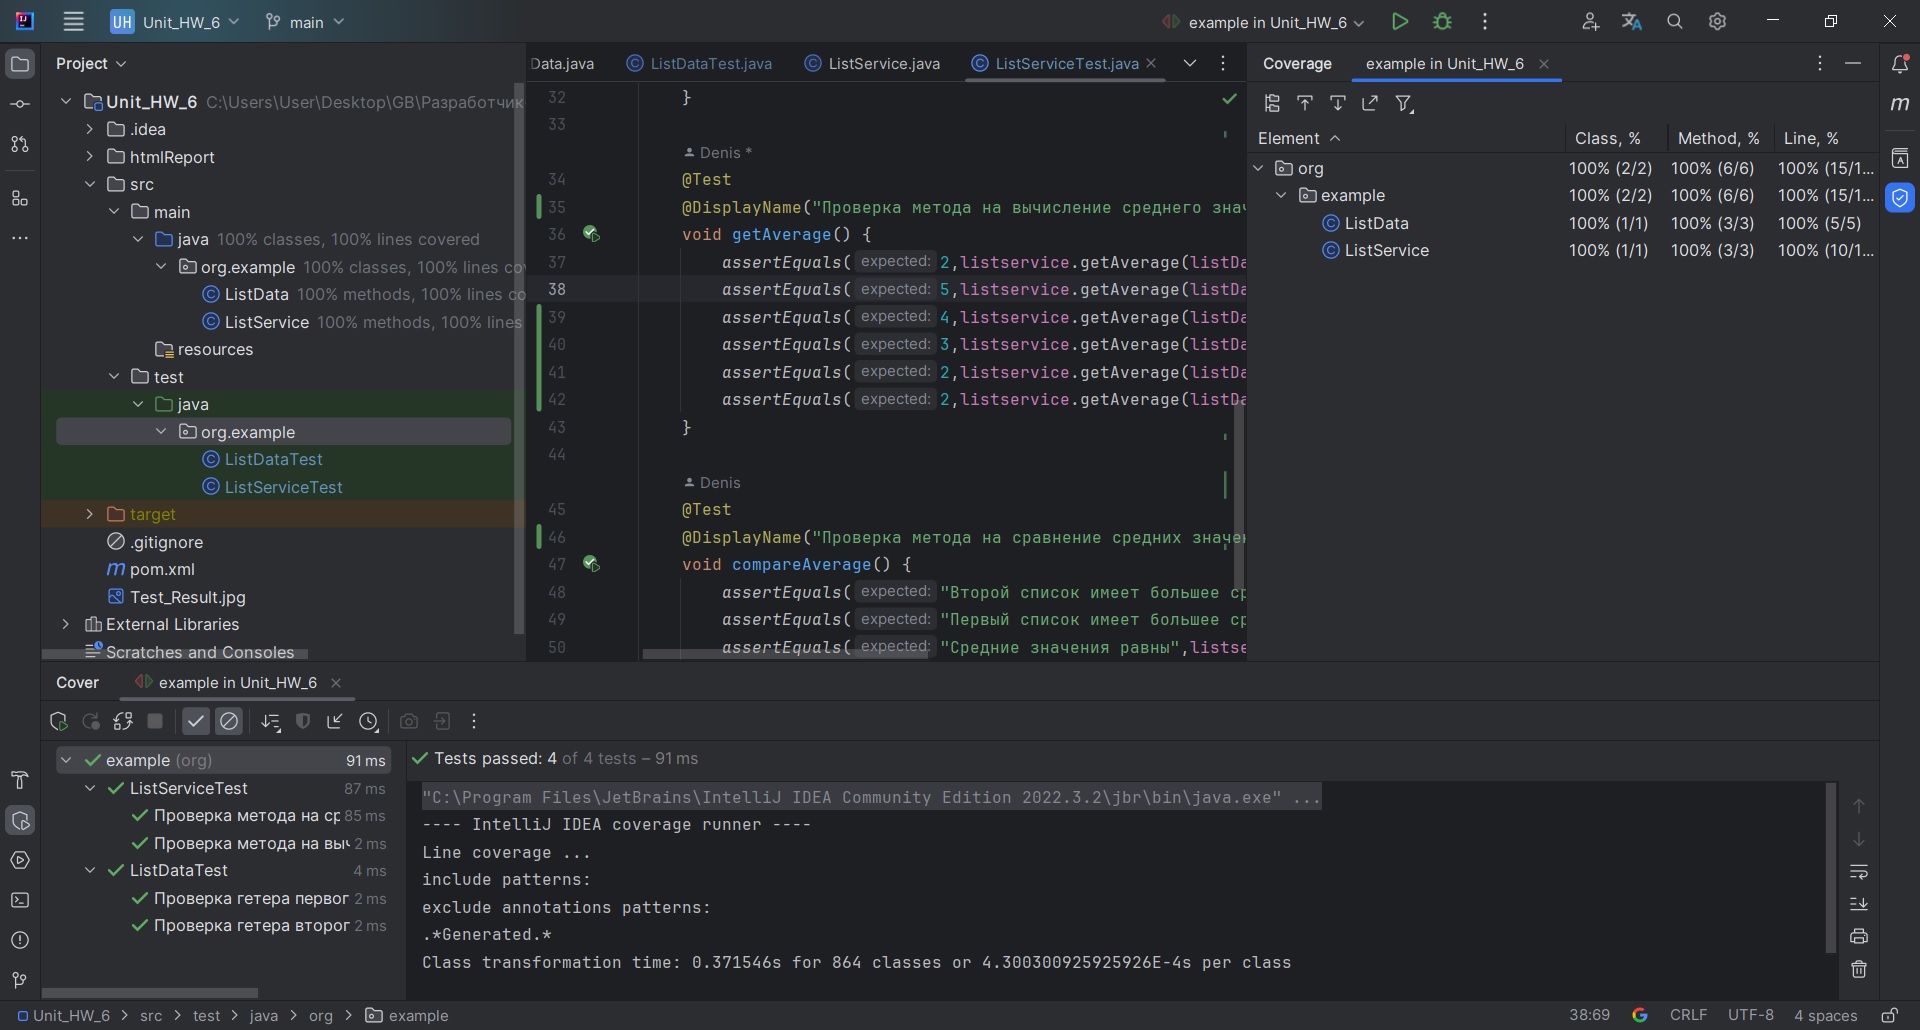 UH Unit_HW_6 main
example in Unit_HW_6
Project
Unit_HW_6 C:\Users\User\Desktop\GB\Разработчик
.idea
htmlReport
src
main
java 100% classes, 100% lines covered
org.example 100% classes, 100% lines co
ListData 100% methods, 100% lines co
ListService 100% methods, 100% lines
resources
test
java
org.example
ListDataTest
ListServiceTest
target
.gitignore
pom.xml
Test_Result.jpg
External Libraries
Scratches and Consoles
Data.java ListDataTest.java ListService.java ListServiceTest.java
32 }
33
Denis *
34 @Test
35 @DisplayName("Проверка метода на вычисление среднего знач
36 void getAverage() {
37 assertEquals( expected: 2,listservice.getAverage(listDa
38 assertEquals( expected: 5,listservice.getAverage(listDa
39 assertEquals( expected: 4,listservice.getAverage(listDa
40 assertEquals( expected: 3,listservice.getAverage(listDa
41 assertEquals( expected: 2,listservice.getAverage(listDa
42 assertEquals( expected: 2,listservice.getAverage(listDa
43 }
44
Denis
45 @Test
46 @DisplayName("Проверка метода на сравнение средних значен
47 void compareAverage() {
48 assertEquals( expected: "Второй список имеет большее ср
49 assertEquals( expected: "Первый список имеет большее ср
50 assertEquals( expected: "Средние значения равны",listse
Coverage example in Unit_HW_6
Element Class, % Method, % Line, %
org 100% (2/2) 100% (6/6) 100% (15/1...
example 100% (2/2) 100% (6/6) 100% (15/1...
ListData 100% (1/1) 100% (3/3) 100% (5/5)
ListService 100% (1/1) 100% (3/3) 100% (10/1...
Cover example in Unit_HW_6
example (org) 91 ms
ListServiceTest 87 ms
Проверка метода на ср 85 ms
Проверка метода на выч 2 ms
ListDataTest 4 ms
Проверка гетера первог 2 ms
Проверка гетера второг 2 ms
Tests passed: 4 of 4 tests – 91 ms
"C:\Program Files\JetBrains\IntelliJ IDEA Community Edition 2022.3.2\jbr\bin\java.exe" ...
---- IntelliJ IDEA coverage runner ----
Line coverage ...
include patterns:
exclude annotations patterns:
.*Generated.*
Class transformation time: 0.371546s for 864 classes or 4.300300925925926E-4s per class
Unit_HW_6 > src > test > java > org > example
38:69 CRLF UTF-8 4 spaces